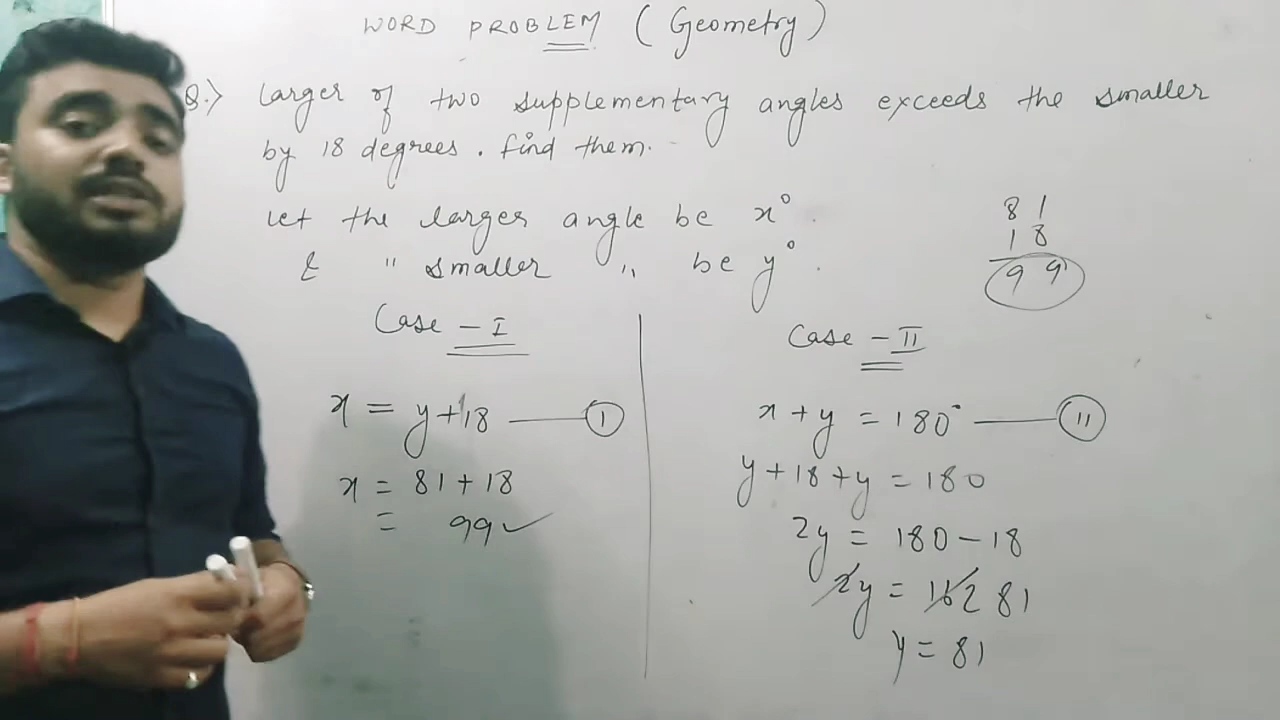 WORD PROBLEM (Geometry)
Q.) Larger of two supplementary angles exceeds the smaller
by 18 degrees. find them.
Let the larger angle be x°.
& " smaller " be y°.
81
18
99
Case - I
x = y+18 — I
x = 81+18
= 99✓
Case - II
x + y = 180° — II
y+18+y = 180
2y = 180-18
2y = 162 81
y = 81